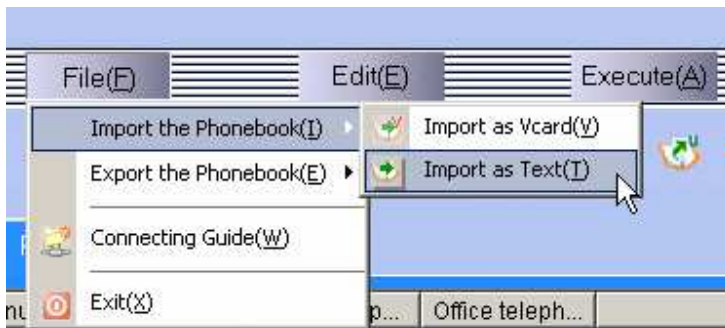 File(F) Edit(E) Execute(A)
Import the Phonebook(I) Import as Vcard(V)
Export the Phonebook(E) Import as Text(T)
Connecting Guide(W)
Exit(X)
Office teleph...